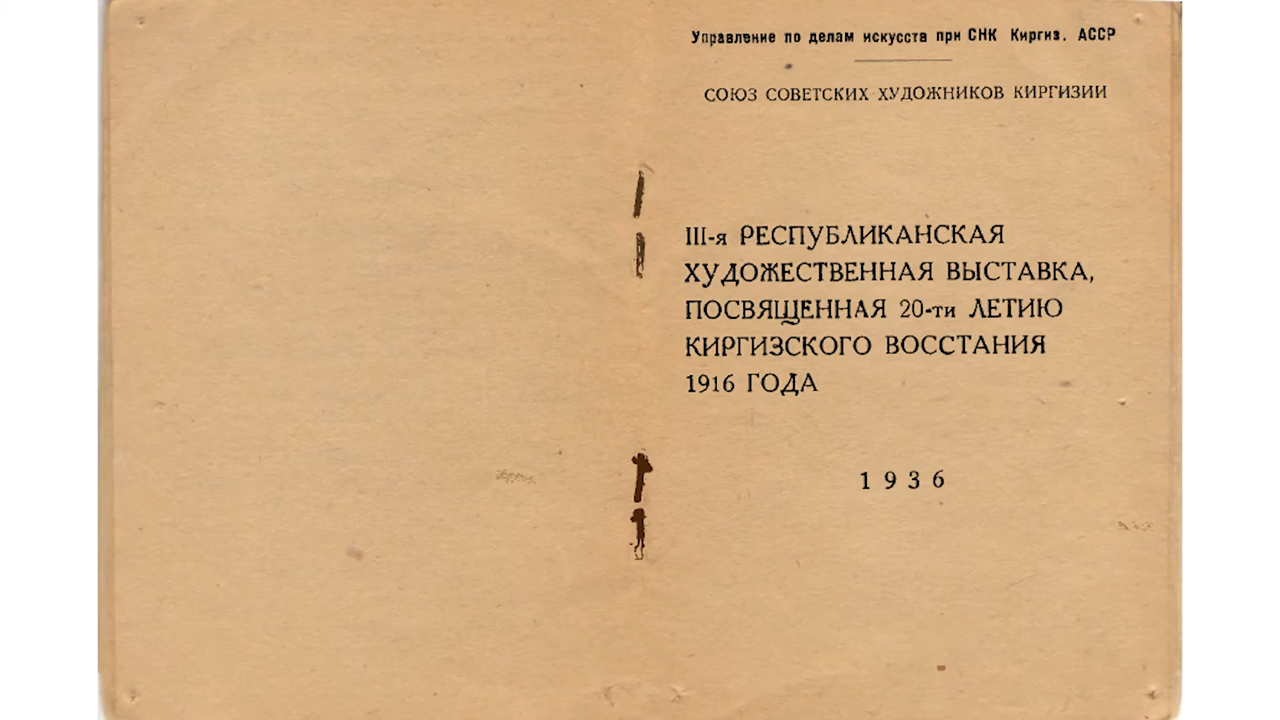 Управление по делам искусств при СНК Киргиз. АССР
СОЮЗ СОВЕТСКИХ ХУДОЖНИКОВ КИРГИЗИИ
III-я РЕСПУБЛИКАНСКАЯ
ХУДОЖЕСТВЕННАЯ ВЫСТАВКА,
ПОСВЯЩЕННАЯ 20-ти ЛЕТИЮ
КИРГИЗСКОГО ВОССТАНИЯ
1916 ГОДА
1936